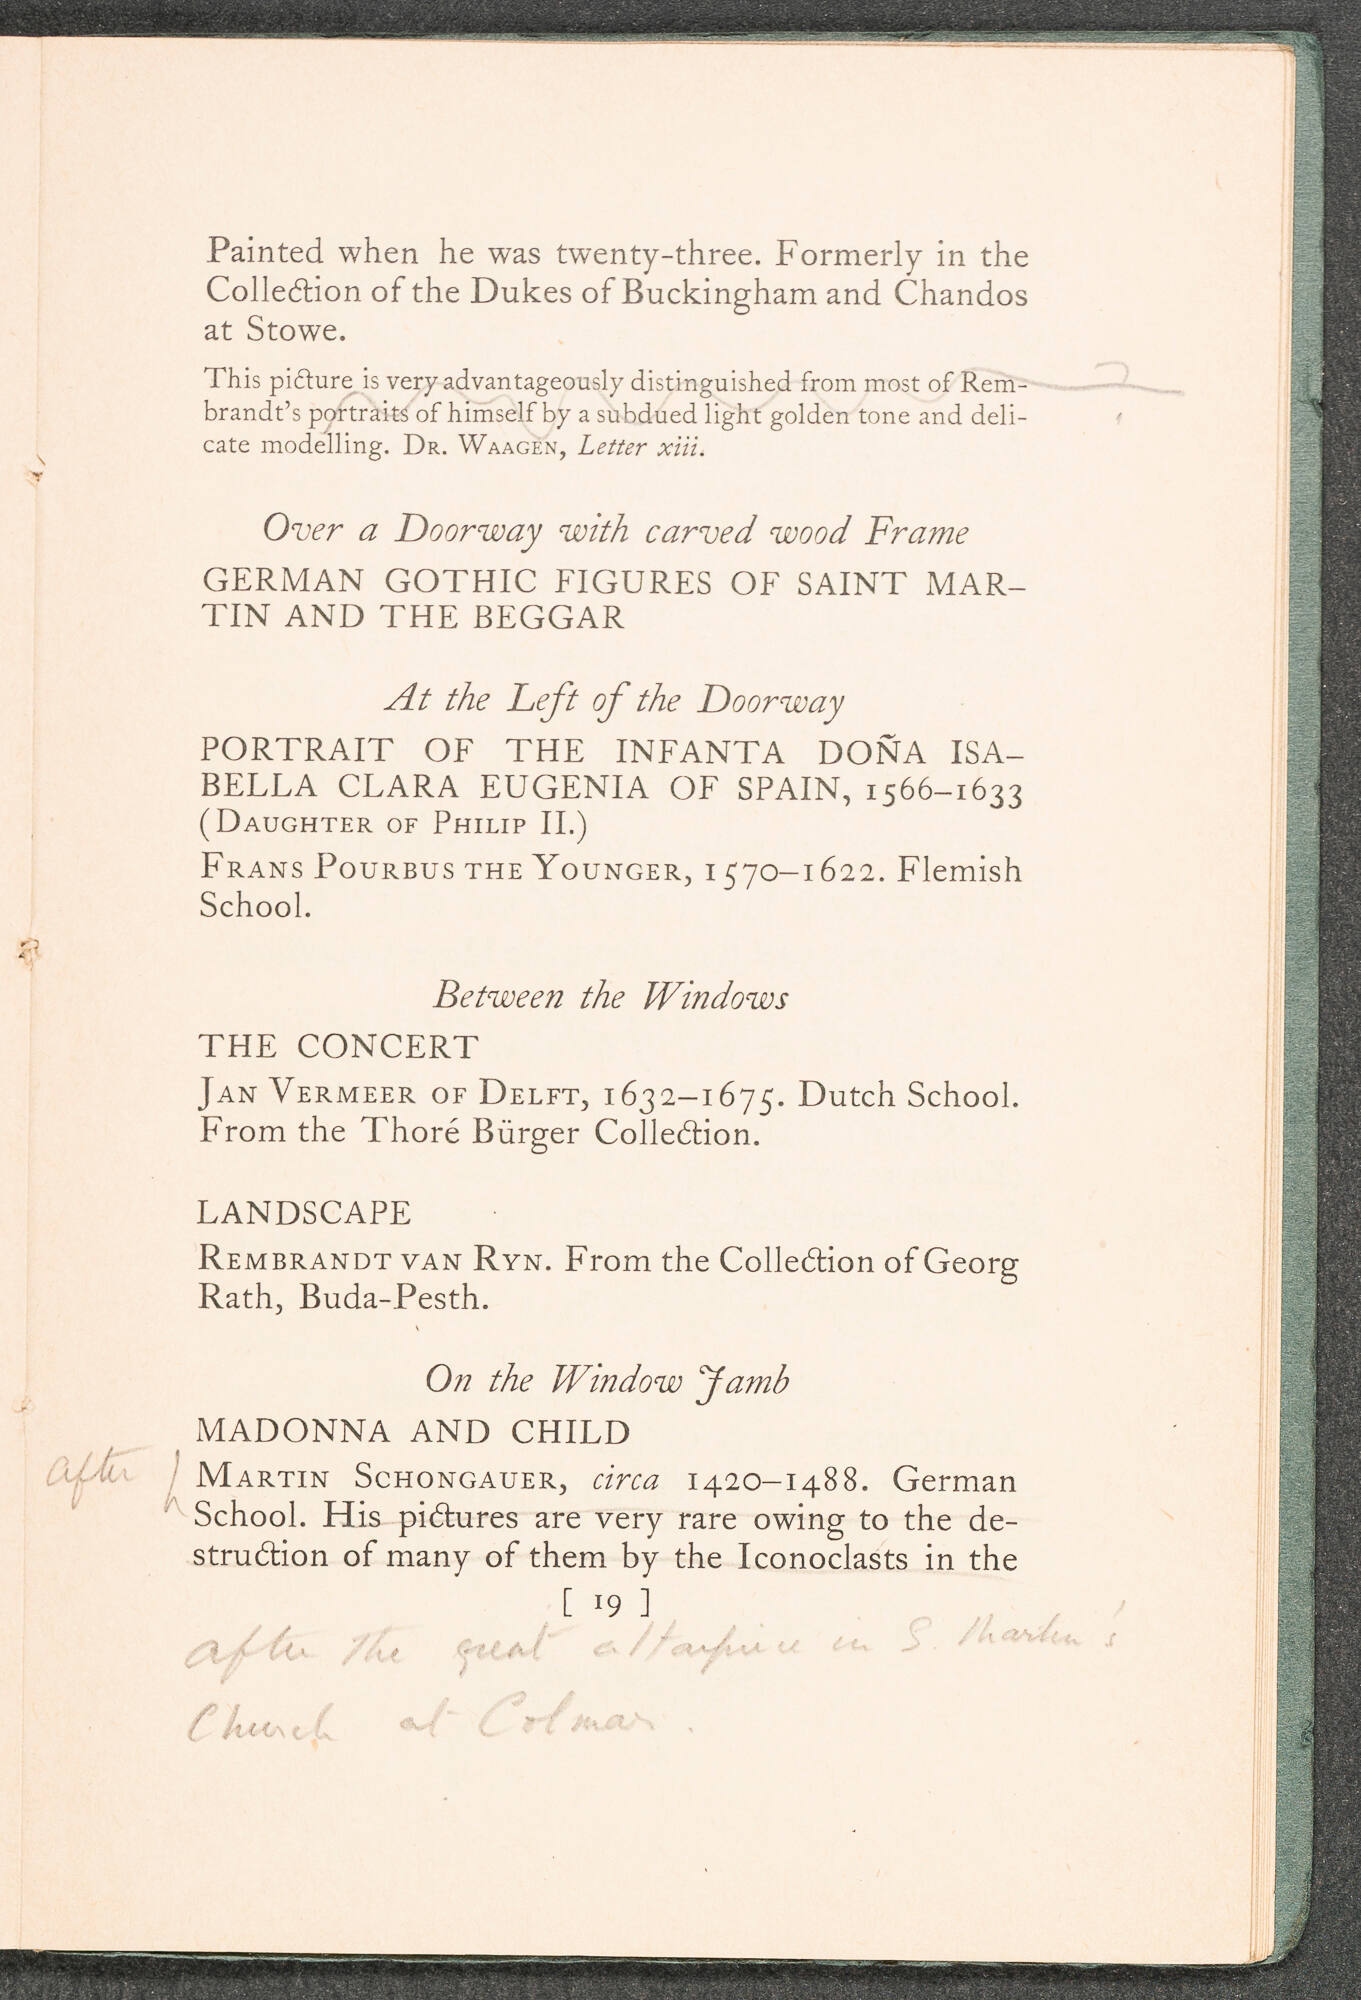 Painted when he was twenty-three. Formerly in the
Collection of the Dukes of Buckingham and Chandos
at Stowe.
This picture is very advantageously distinguished from most of Rem-
brandt's portraits of himself by a subdued light golden tone and deli-
cate modelling. Dr. Waagen, Letter xiii.
Over a Doorway with carved wood Frame
GERMAN GOTHIC FIGURES OF SAINT MAR-
TIN AND THE BEGGAR
At the Left of the Doorway
PORTRAIT OF THE INFANTA DOÑA ISA-
BELLA CLARA EUGENIA OF SPAIN, 1566–1633
(Daughter of Philip II.)
Frans Pourbus the Younger, 1570–1622. Flemish
School.
Between the Windows
THE CONCERT
Jan Vermeer of Delft, 1632–1675. Dutch School.
From the Thoré Bürger Collection.
LANDSCAPE
Rembrandt van Ryn. From the Collection of Georg
Rath, Buda-Pesth.
On the Window Jamb
MADONNA AND CHILD
after
Martin Schongauer, circa 1420–1488. German
School. His pictures are very rare owing to the de-
struction of many of them by the Iconoclasts in the
[ 19 ]
after the great altarpiece in S. Martin's
Church at Colmar.